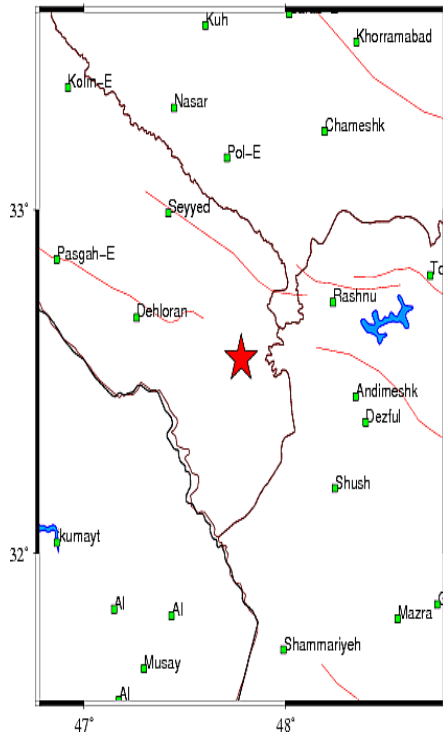 Kuh
Khorramabad
Kolm-E
Nasar
Chameshk
Pol-E
Seyyed
33°
Pasgah-E
Rashnu
Dehloran
Andimeshk
Dezful
Shush
32°
Al
Al
Mazra
Shammariyeh
Musay
Al
47°
48°